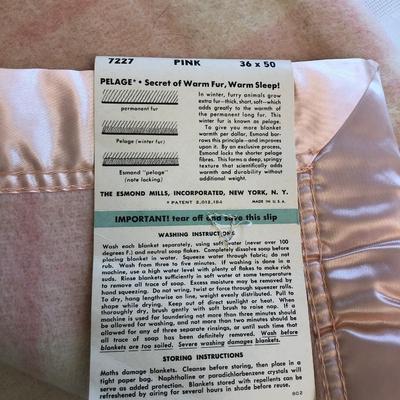 7227 PINK 36 x 50
PELAGE* • Secret of Warm Fur, Warm Sleep!
permanent fur
Pelage (winter fur)
Esmond "pelage"
(note locking)
In winter, furry animals grow
extra fur—thick, short, soft—which
adds greatly to the warmth of
the permanent long fur. This
winter fur is known as pelage.
To give you more blanket
warmth per dollar, Esmond bor-
rows this principle and improves
upon it. By an exclusive process,
Esmond locks the shorter pelage
fibres. This forms a deep, springy
texture that scientifically adds
warmth and durability without
additional weight.
THE ESMOND MILLS, INCORPORATED, NEW YORK, N. Y.
* PATENT 2,012,184 MADE IN U.S.A.
IMPORTANT! tear off and save this slip
WASHING INSTRUCTIONS
Wash each blanket separately, using soft water (never over 100
degrees F.) and neutral soap flakes. Completely dissolve soap before
placing blanket in water. Squeeze water through fabric; do not
rub. Wash from three to five minutes. If washing is done in a
machine, use a high water level with plenty of flakes to make rich
suds. Rinse blankets sufficiently in soft water at some temperature
to remove all trace of soap. Excess moisture may be removed by
hand squeezing. Do not wring, twist or force through squeezer rolls.
To dry, hang lengthwise on line, weight evenly distributed. Pull to
shape while drying. Keep out of direct sunlight or heat. When
thoroughly dry, brush gently with soft brush to raise nap. If a
machine is used for laundering not more than three minutes should
be allowed for washing, and not more than two minutes should be
allowed for any of three separate rinsings, or until such time that
all trace of soap has been definitely removed. Wash before
blankets are too soiled. Severe washing damages blankets.
STORING INSTRUCTIONS
Moths damage blankets. Cleanse before storing, then place in a
tight paper bag. Naphthaline or paradichlorbenzene crystals will
serve as added protection. Blankets stored with repellents can be
refreshened by airing for several hours in shade before reuse.
802